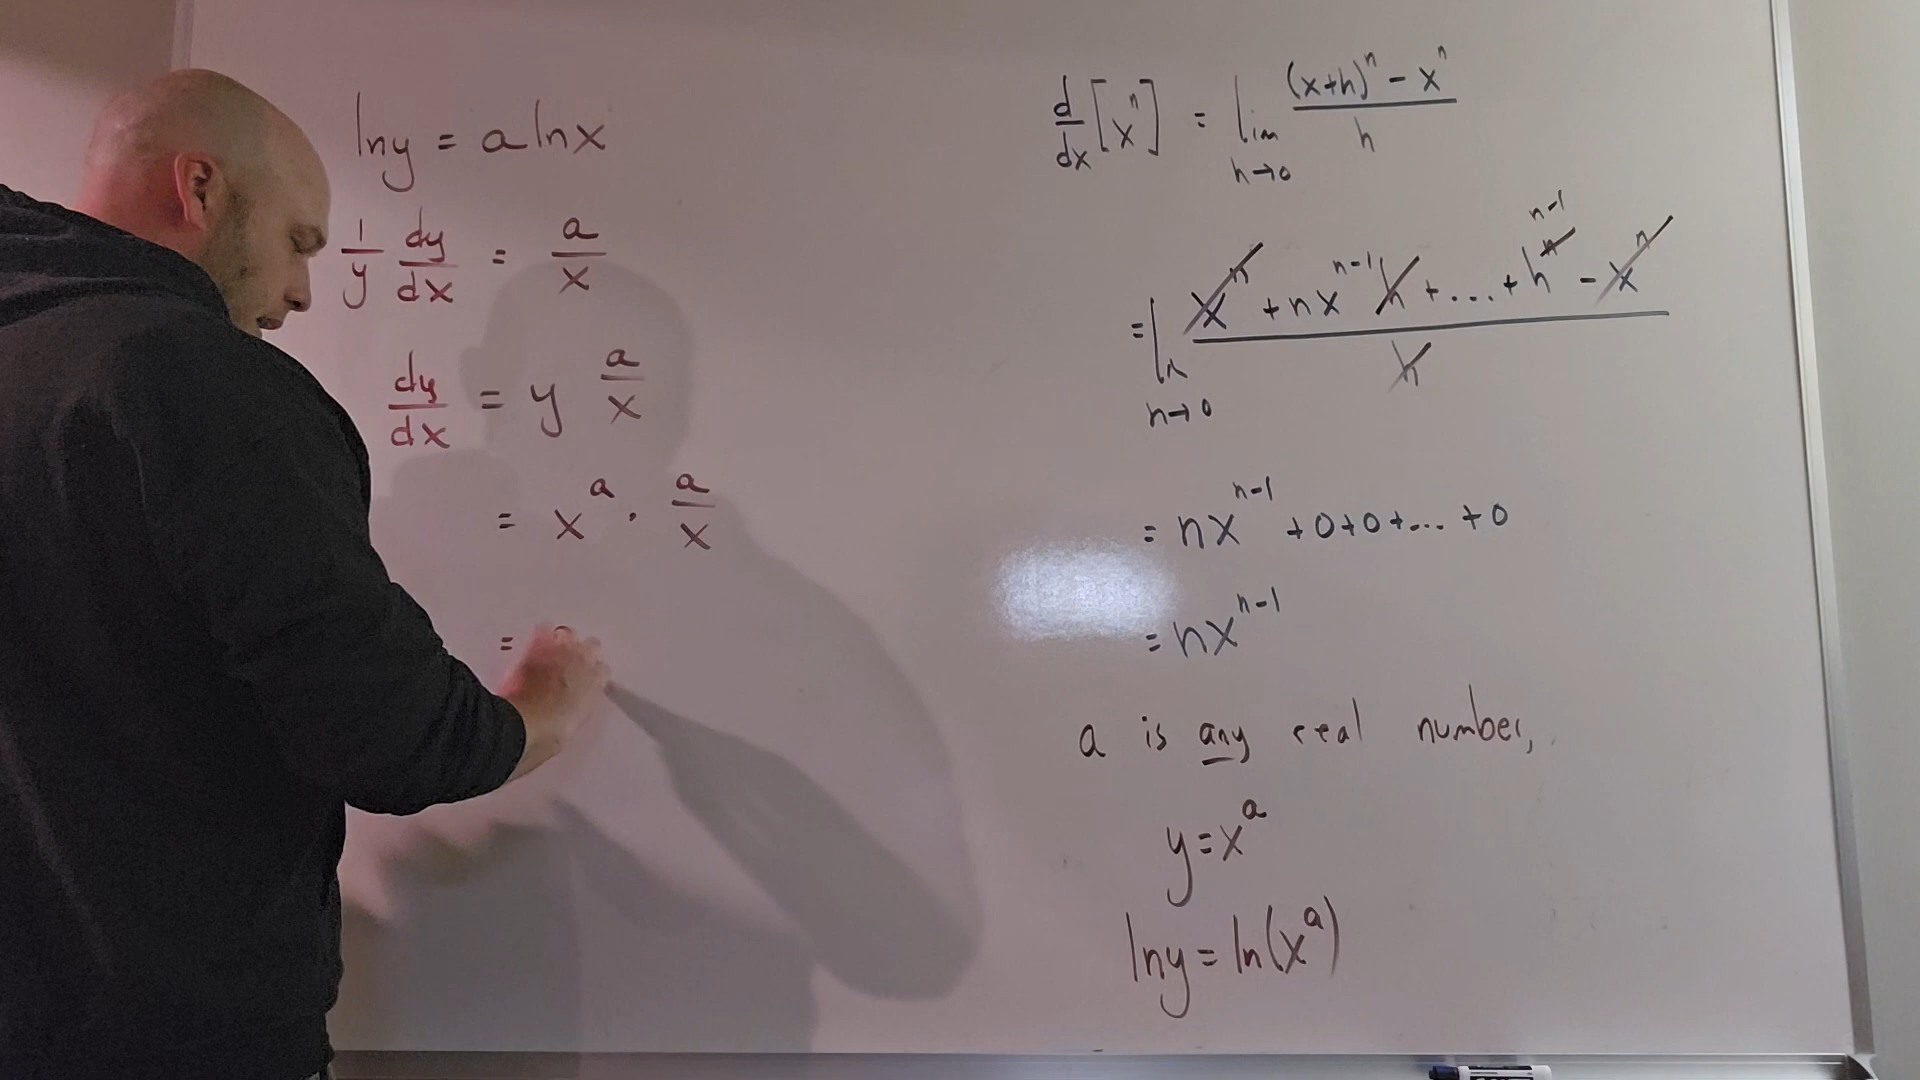 ln y = a ln x
1/y dy/dx = a/x
dy/dx = y a/x
= x^a · a/x
=
d/dx [x^n] = lim h→0 ((x+h)^n - x^n)/h
= lim h→0 (x^n + nx^(n-1) h + .... + h^n^(n-1) - x^n)/h
= nx^(n-1) + 0 + 0 + ... + 0
= nx^(n-1)
a is any real number,
y = x^a
ln y = ln(x^a)